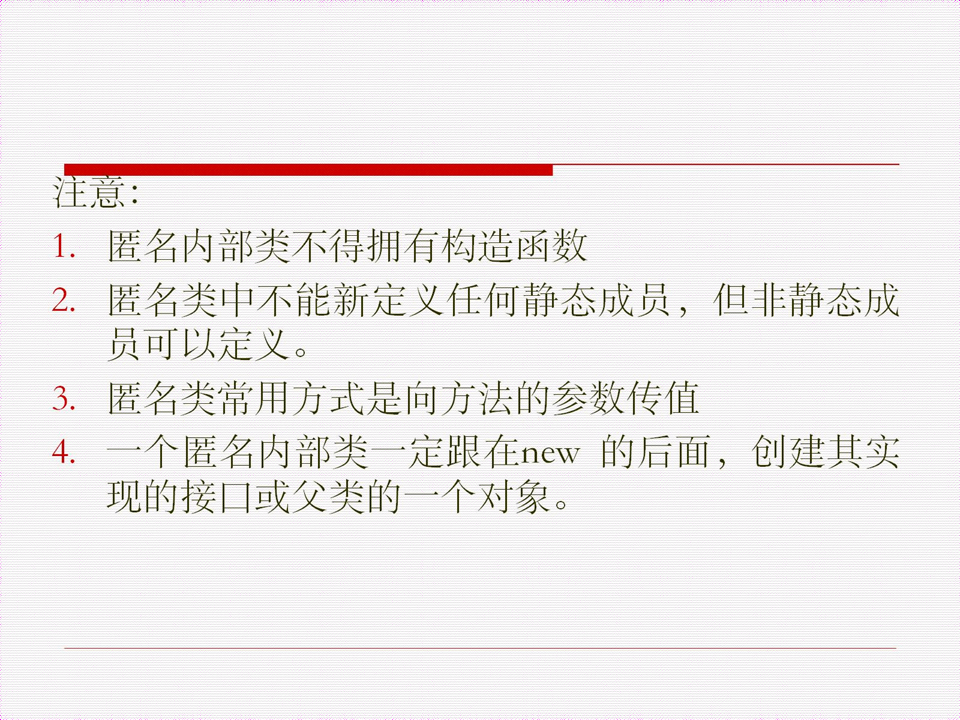 注意：
1. 匿名内部类不得拥有构造函数
2. 匿名类中不能新定义任何静态成员，但非静态成
员可以定义。
3. 匿名类常用方式是向方法的参数传值
4. 一个匿名内部类一定跟在new 的后面，创建其实
现的接口或父类的一个对象。